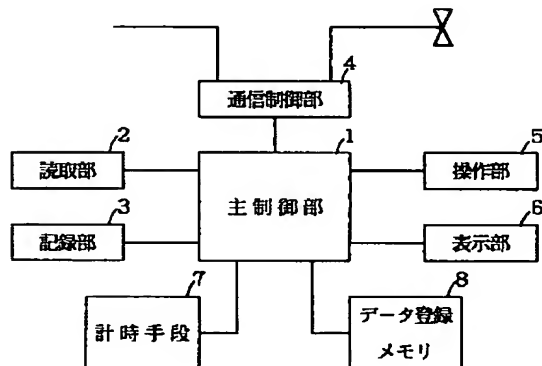 4
通信制御部
2
読取部
1
主制御部
5
操作部
3
記録部
6
表示部
7
計時手段
8
データ登録
メモリ